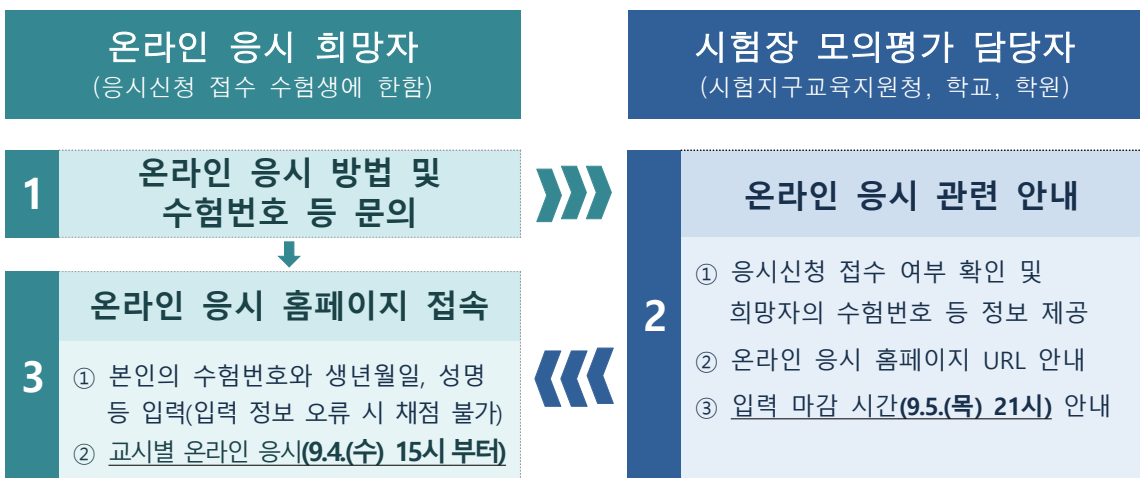 온라인 응시 희망자
(응시신청 접수 수험생에 한함)
시험장 모의평가 담당자
(시험지구교육지원청, 학교, 학원)
1
온라인 응시 방법 및
수험번호 등 문의
2
온라인 응시 관련 안내
① 응시신청 접수 여부 확인 및
희망자의 수험번호 등 정보 제공
② 온라인 응시 홈페이지 URL 안내
③ 입력 마감 시간(9.5.(목) 21시) 안내
3
온라인 응시 홈페이지 접속
① 본인의 수험번호와 생년월일, 성명
등 입력(입력 정보 오류 시 채점 불가)
② 교시별 온라인 응시(9.4.(수) 15시 부터)